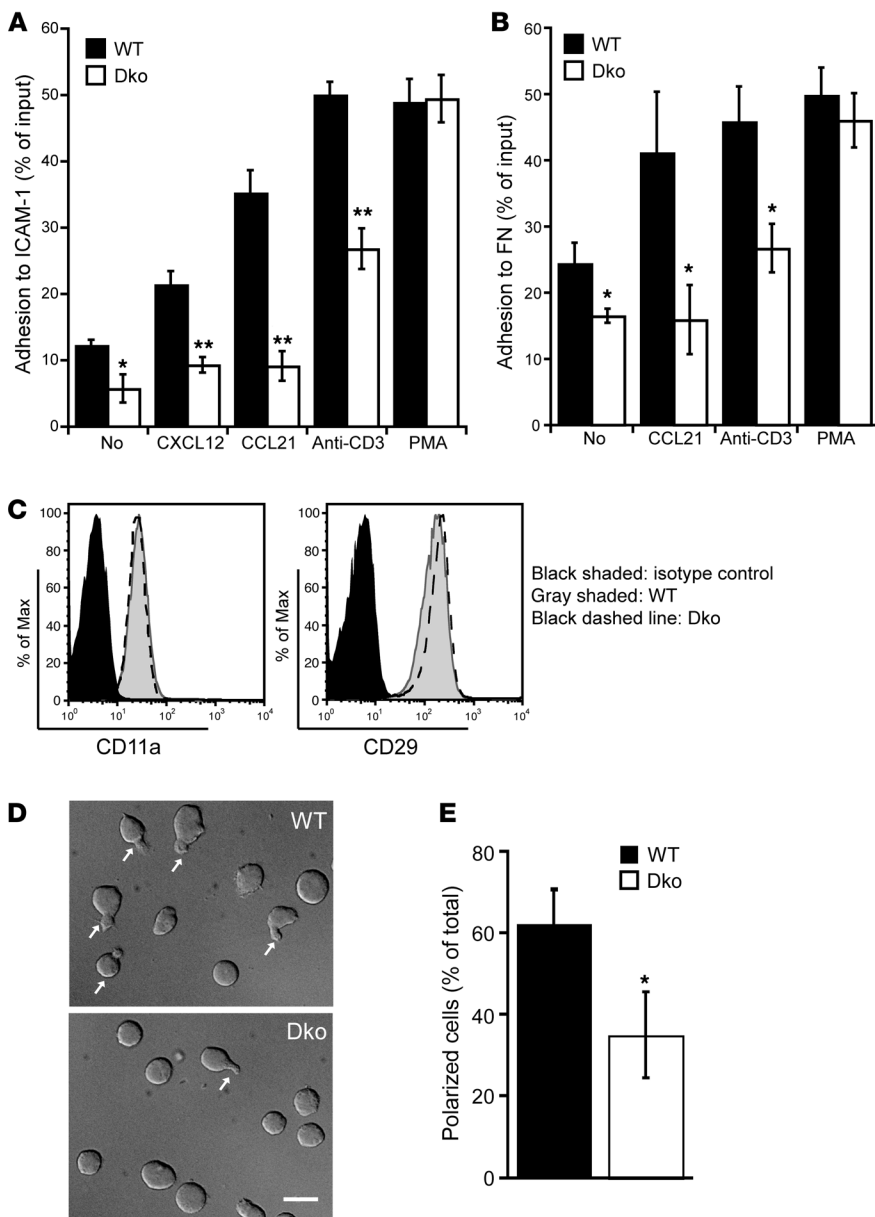 A
60
50
40
30
20
10
0
Adhesion to ICAM-1 (% of input)
WT
Dko
*
**
**
**
No CXCL12 CCL21 Anti-CD3 PMA
B
60
50
40
30
20
10
0
Adhesion to FN (% of input)
WT
Dko
*
*
*
No CCL21 Anti-CD3 PMA
C
100
80
60
40
20
0
% of Max
10⁰ 10¹ 10² 10³ 10⁴
CD11a
100
80
60
40
20
0
% of Max
10⁰ 10¹ 10² 10³ 10⁴
CD29
Black shaded: isotype control
Gray shaded: WT
Black dashed line: Dko
D
WT
Dko
E
80
60
40
20
0
Polarized cells (% of total)
WT
Dko
*